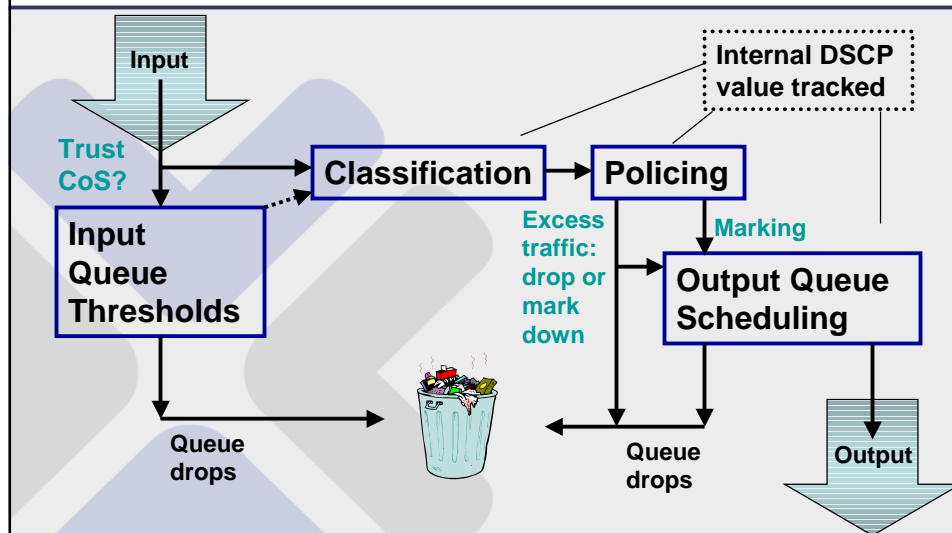 Input
Internal DSCP
value tracked
Trust
CoS?
Classification
Policing
Input
Queue
Thresholds
Excess
traffic:
drop or
mark
down
Marking
Output Queue
Scheduling
Queue
drops
Queue
drops
Output